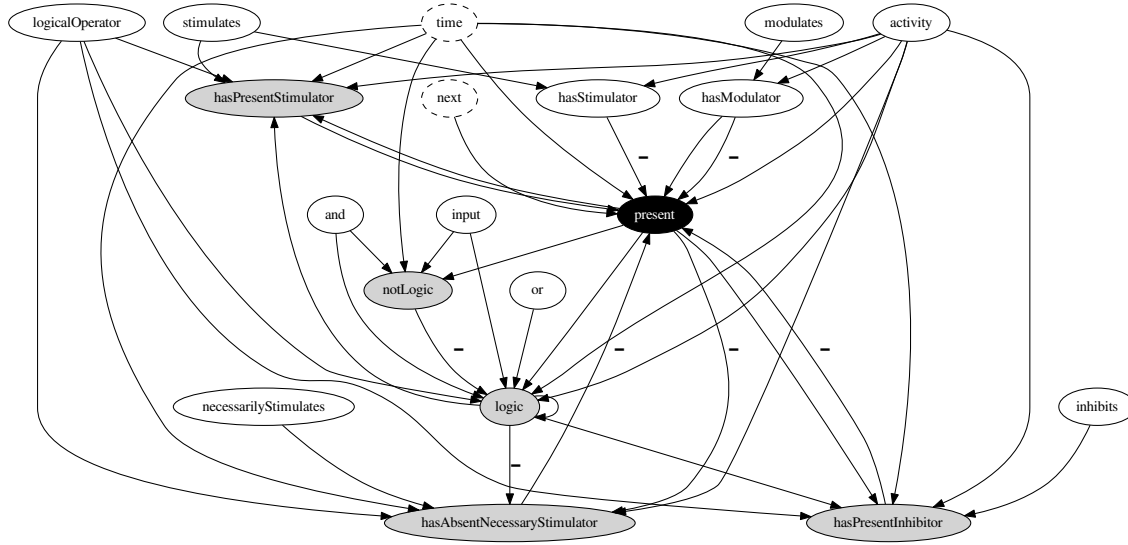 logicalOperator
stimulates
time
modulates
activity
hasPresentStimulator
next
hasStimulator
hasModulator
–
–
and
input
present
notLogic
or
–
–
–
–
necessarilyStimulates
logic
inhibits
–
hasAbsentNecessaryStimulator
hasPresentInhibitor